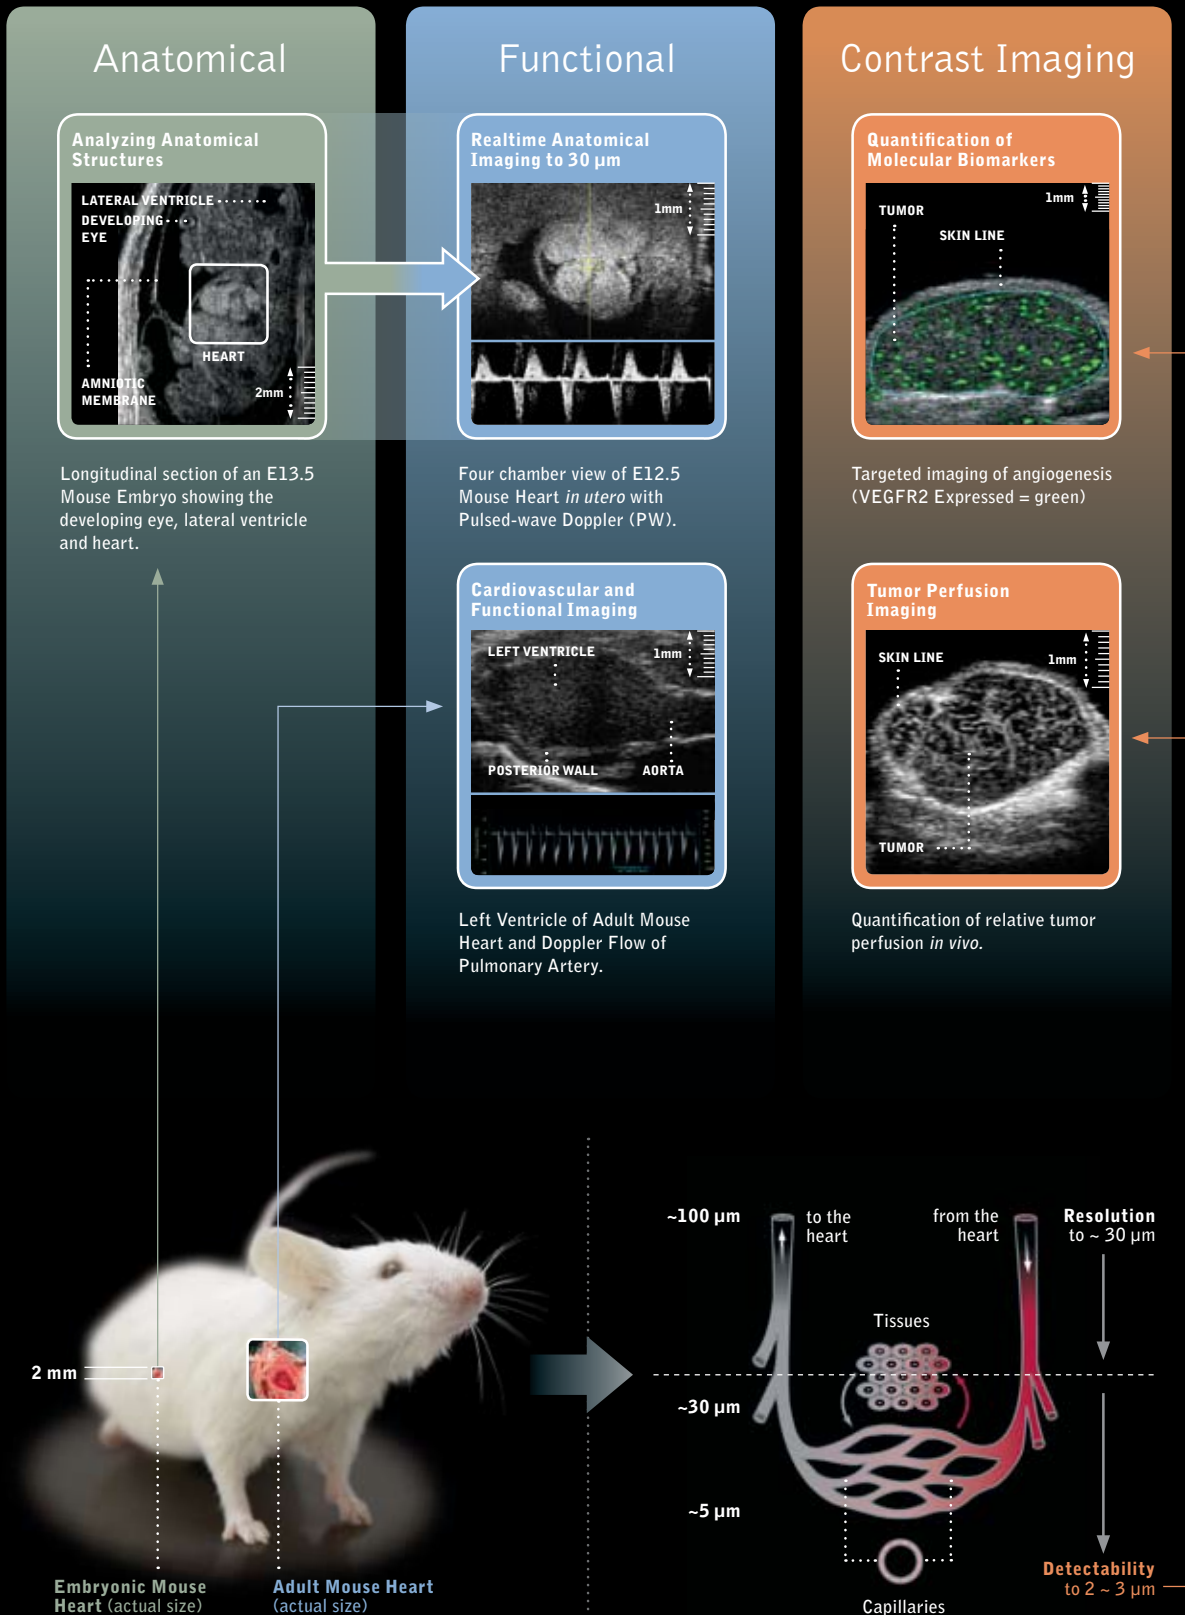 Anatomical
Analyzing Anatomical
Structures
LATERAL VENTRICLE
DEVELOPING
EYE
HEART
AMNIOTIC
MEMBRANE
2mm
Longitudinal section of an E13.5
Mouse Embryo showing the
developing eye, lateral ventricle
and heart.
Functional
Realtime Anatomical
Imaging to 30 µm
1mm
Four chamber view of E12.5
Mouse Heart in utero with
Pulsed-wave Doppler (PW).
Cardiovascular and
Functional Imaging
LEFT VENTRICLE
1mm
POSTERIOR WALL
AORTA
Left Ventricle of Adult Mouse
Heart and Doppler Flow of
Pulmonary Artery.
Contrast Imaging
Quantification of
Molecular Biomarkers
1mm
TUMOR
SKIN LINE
Targeted imaging of angiogenesis
(VEGFR2 Expressed = green)
Tumor Perfusion
Imaging
SKIN LINE
1mm
TUMOR
Quantification of relative tumor
perfusion in vivo.
2 mm
Embryonic Mouse
Heart (actual size)
Adult Mouse Heart
(actual size)
~100 µm
to the
heart
from the
heart
Resolution
to ~ 30 µm
Tissues
~30 µm
~5 µm
Capillaries
Detectability
to 2 ~ 3 µm